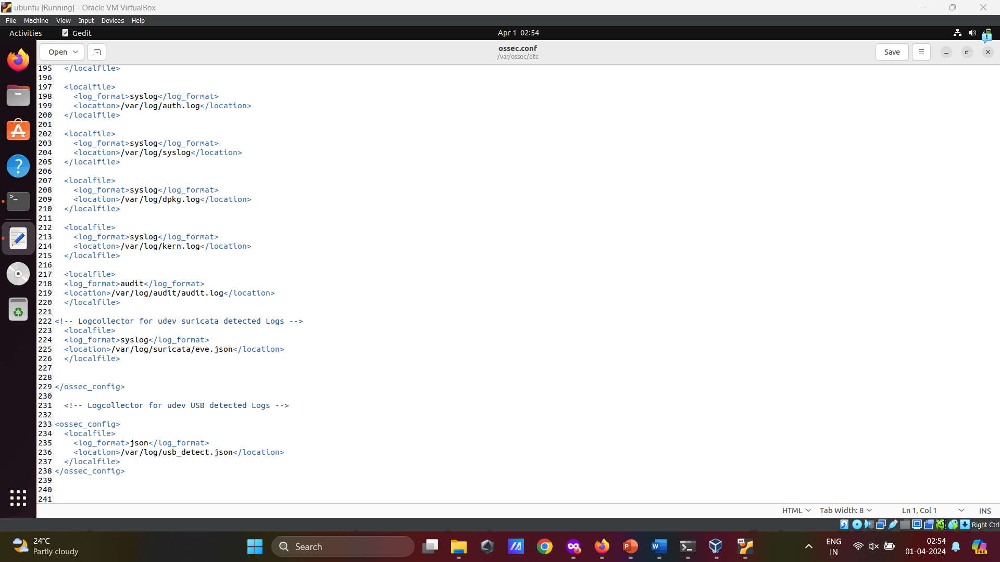 ubuntu [Running] - Oracle VM VirtualBox
File Machine View Input Devices Help
Activities Gedit Apr 1 02:54
Open ossec.conf Save
/var/ossec/etc
195 </localfile>
196
197 <localfile>
198 <log_format>syslog</log_format>
199 <location>/var/log/auth.log</location>
200 </localfile>
201
202 <localfile>
203 <log_format>syslog</log_format>
204 <location>/var/log/syslog</location>
205 </localfile>
206
207 <localfile>
208 <log_format>syslog</log_format>
209 <location>/var/log/dpkg.log</location>
210 </localfile>
211
212 <localfile>
213 <log_format>syslog</log_format>
214 <location>/var/log/kern.log</location>
215 </localfile>
216
217 <localfile>
218 <log_format>audit</log_format>
219 <location>/var/log/audit/audit.log</location>
220 </localfile>
221
222 <!-- Logcollector for udev suricata detected Logs -->
223 <localfile>
224 <log_format>syslog</log_format>
225 <location>/var/log/suricata/eve.json</location>
226 </localfile>
227
228
229 </ossec_config>
230
231 <!-- Logcollector for udev USB detected Logs -->
232
233 <ossec_config>
234 <localfile>
235 <log_format>json</log_format>
236 <location>/var/log/usb_detect.json</location>
237 </localfile>
238 </ossec_config>
239
240
241
HTML Tab Width: 8 Ln 1, Col 1 INS
Right Ctrl
24°C
Partly cloudy
Search
ENG
IN
02:54
01-04-2024
PRE